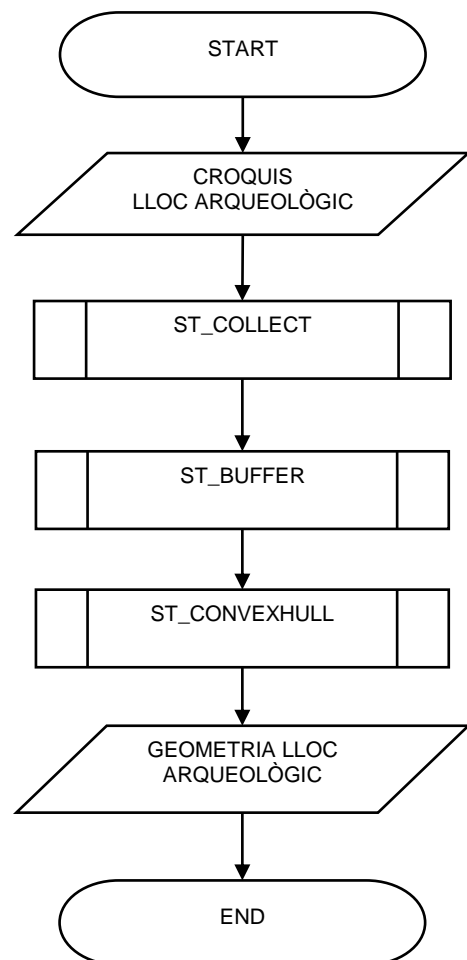 START
CROQUIS
LLOC ARQUEOLÒGIC
ST_COLLECT
ST_BUFFER
ST_CONVEXHULL
GEOMETRIA LLOC
ARQUEOLÒGIC
END